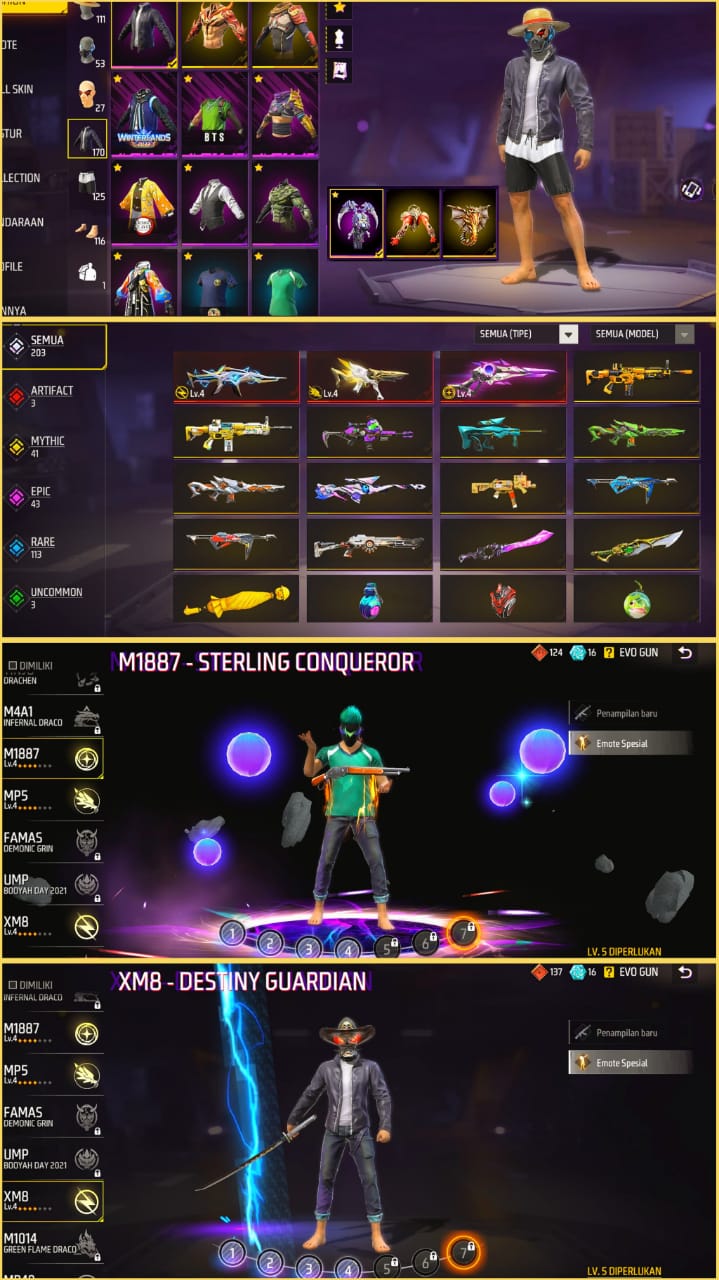 111
OTE
53
LL SKIN
27
TUR
170
LLECTION
125
NDARAAN
116
OFILE
1
NNYA
WINTERLANDS
BTS
SEMUA
203
ARTIFACT
3
MYTHIC
41
EPIC
43
RARE
113
UNCOMMON
3
SEMUA (TIPE)
SEMUA (MODEL)
Lv.4
Lv.4
Lv.4
M1887 - STERLING CONQUEROR
124
16
EVO GUN
DIMILIKI
DRACHEN
M4A1
INFERNAL DRACO
M1887
Lv.4
MP5
Lv.4
FAMAS
DEMONIC GRIN
UMP
BOOYAH DAY 2021
XM8
Lv.4
Penampilan baru
Emote Spesial
1 2 3 4 5 6 7
LV. 5 DIPERLUKAN
XM8 - DESTINY GUARDIAN
137
16
EVO GUN
DIMILIKI
INFERNAL DRACO
M1887
Lv.4
MP5
Lv.4
FAMAS
DEMONIC GRIN
UMP
BOOYAH DAY 2021
XM8
Lv.4
M1014
GREEN FLAME DRACO
Penampilan baru
Emote Spesial
1 2 3 4 5 6 7
LV. 5 DIPERLUKAN